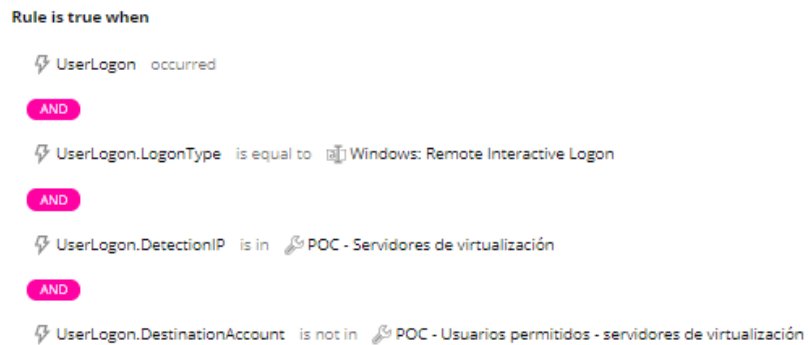 Rule is true when
UserLogon occurred
AND
UserLogon.LogonType is equal to Windows: Remote Interactive Logon
AND
UserLogon.DetectionIP is in POC - Servidores de virtualización
AND
UserLogon.DestinationAccount is not in POC - Usuarios permitidos - servidores de virtualización